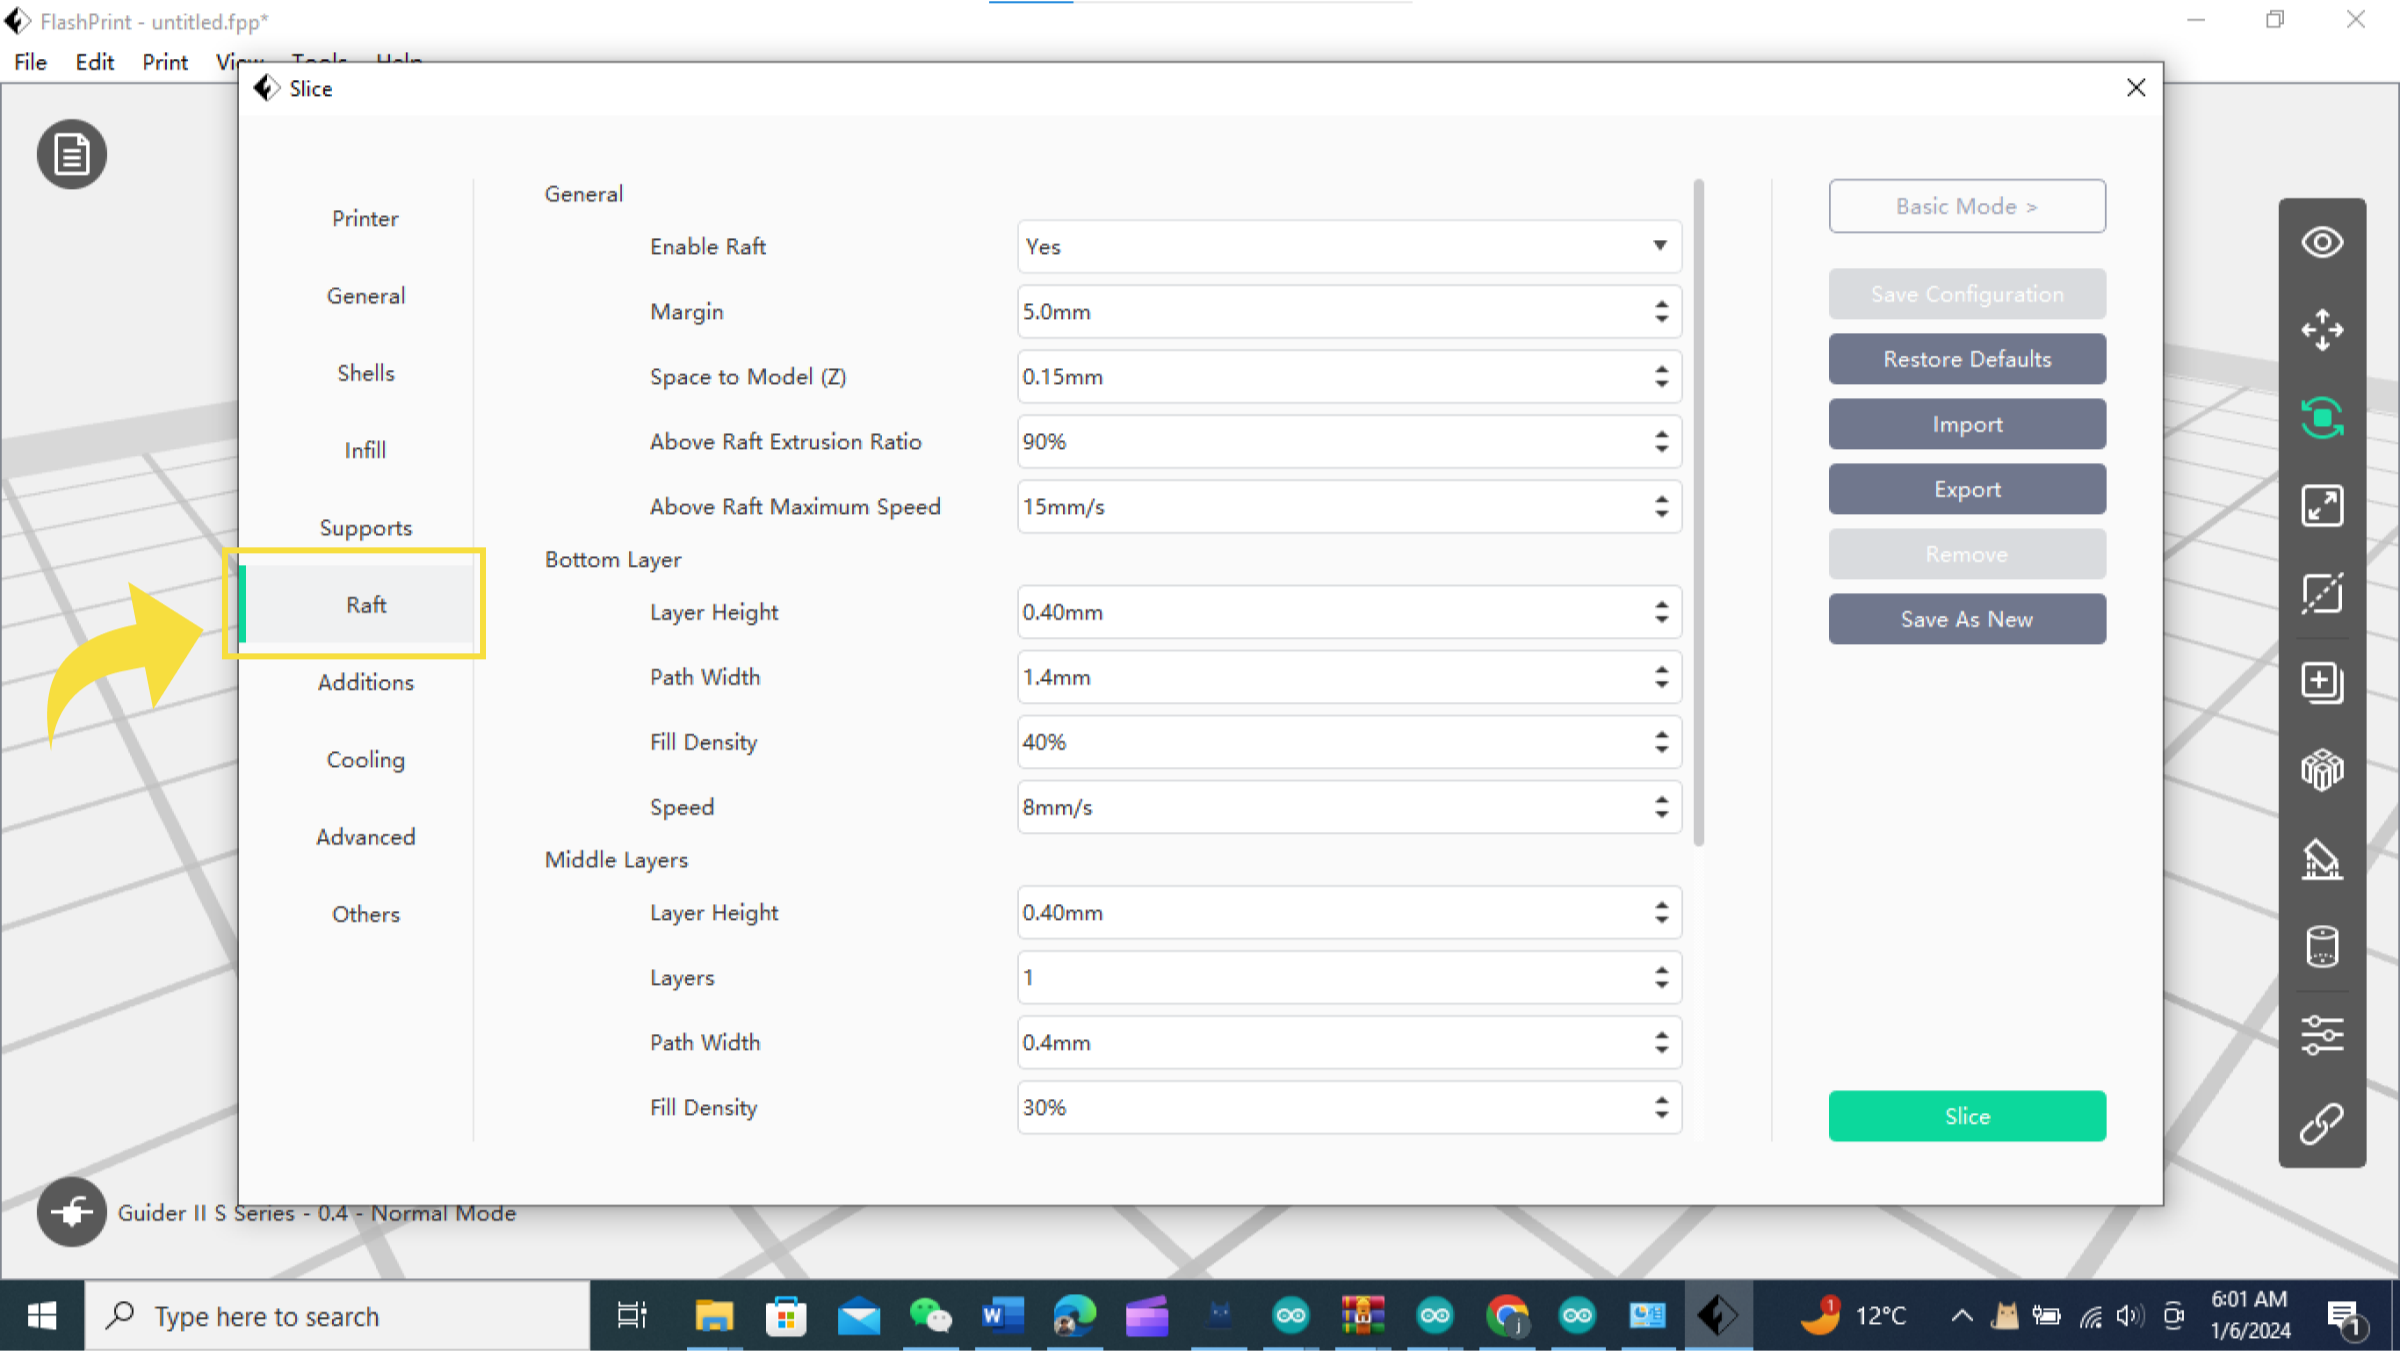 FlashPrint - untitled.fpp*
File Edit Print View Tools Help
Slice
Printer
General
Shells
Infill
Supports
Raft
Additions
Cooling
Advanced
Others
General
Enable Raft Yes
Margin 5.0mm
Space to Model (Z) 0.15mm
Above Raft Extrusion Ratio 90%
Above Raft Maximum Speed 15mm/s
Bottom Layer
Layer Height 0.40mm
Path Width 1.4mm
Fill Density 40%
Speed 8mm/s
Middle Layers
Layer Height 0.40mm
Layers 1
Path Width 0.4mm
Fill Density 30%
Basic Mode >
Save Configuration
Restore Defaults
Import
Export
Remove
Save As New
Slice
Guider II S Series - 0.4 - Normal Mode
Type here to search
W
j
1
12°C
6:01 AM
1/6/2024
1